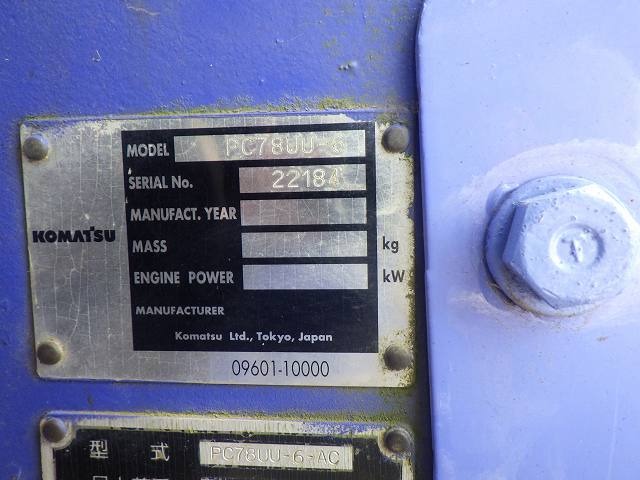 MODEL PC78UU-6
SERIAL No. 22184
MANUFACT. YEAR
KOMATSU
MASS kg
ENGINE POWER kW
MANUFACTURER
Komatsu Ltd., Tokyo, Japan
09601-10000
型 式 PC78UU-6-AC